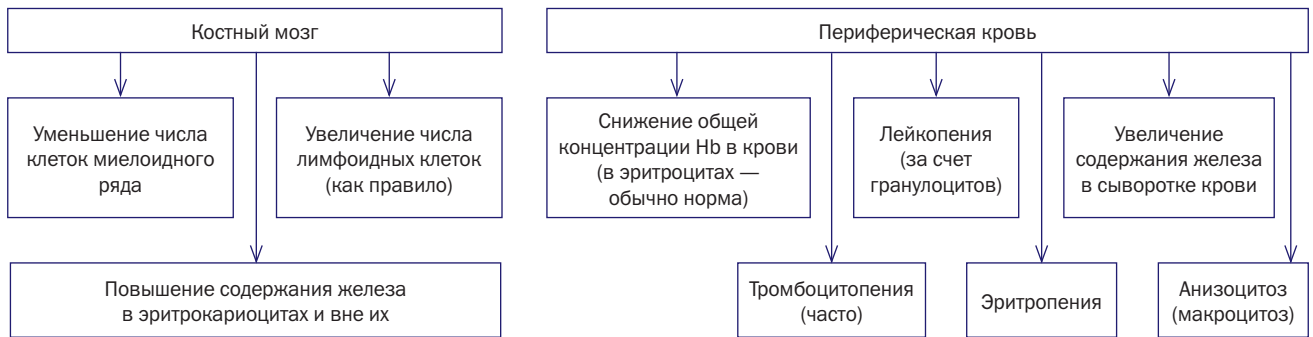 Костный мозг
Уменьшение числа
клеток миелоидного
ряда
Увеличение числа
лимфоидных клеток
(как правило)
Повышение содержания железа
в эритрокариоцитах и вне их
Периферическая кровь
Снижение общей
концентрации Hb в крови
(в эритроцитах —
обычно норма)
Лейкопения
(за счет
гранулоцитов)
Увеличение
содержания железа
в сыворотке крови
Тромбоцитопения
(часто)
Эритропения
Анизоцитоз
(макроцитоз)